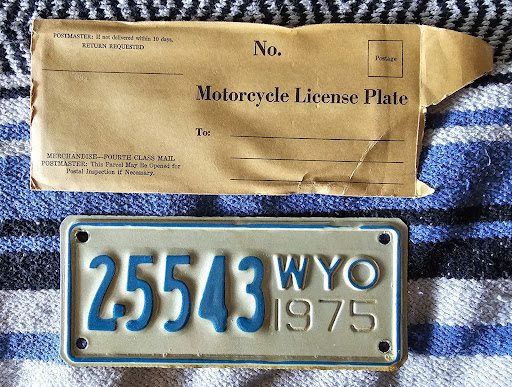 POSTMASTER: If not delivered within 10 days,
RETURN REQUESTED
No.
Postage
Motorcycle License Plate
To:
MERCHANDISE—FOURTH CLASS MAIL
POSTMASTER: This Parcel May Be Opened for
Postal Inspection if Necessary.
25543 WYO
1975